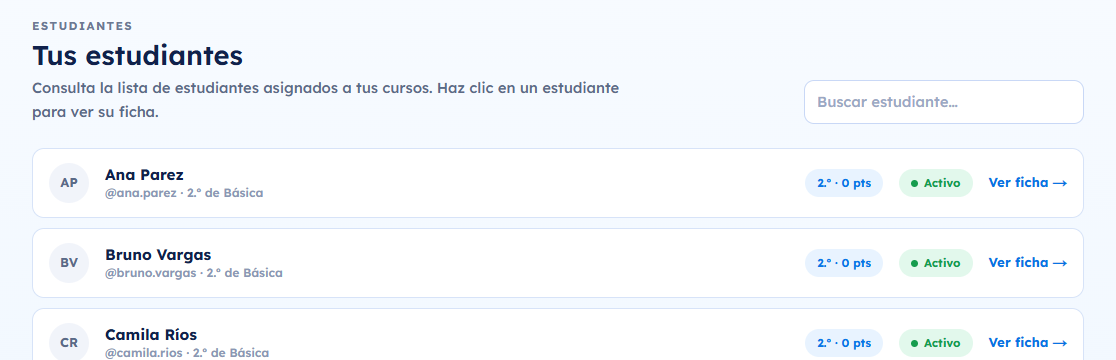 ESTUDIANTES
Tus estudiantes
Consulta la lista de estudiantes asignados a tus cursos. Haz clic en un estudiante
para ver su ficha.
Buscar estudiante…
AP
Ana Parez
@ana.parez · 2.º de Básica
2.º · 0 pts
Activo
Ver ficha →
BV
Bruno Vargas
@bruno.vargas · 2.º de Básica
2.º · 0 pts
Activo
Ver ficha →
CR
Camila Rios
@camila.rios · 2.º de Básica
2.º · 0 pts
Activo
Ver ficha →